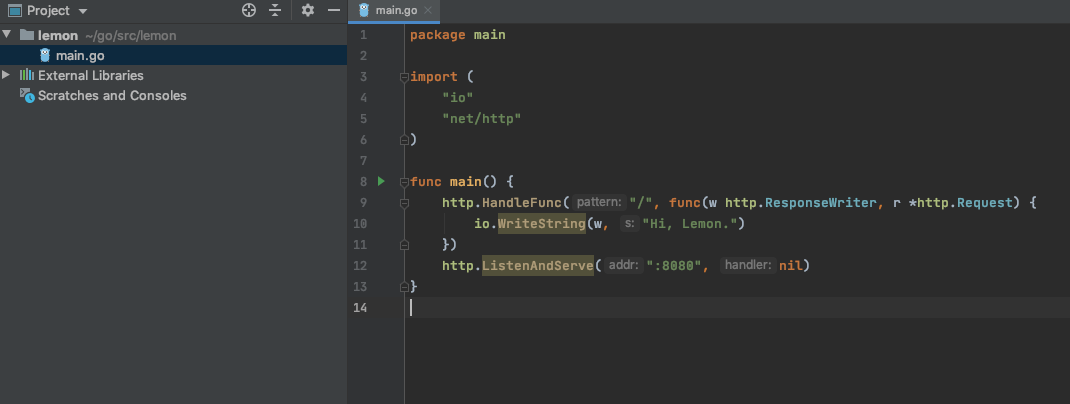 Project
main.go
lemon ~/go/src/lemon
main.go
External Libraries
Scratches and Consoles
1 package main
2
3 import (
4 "io"
5 "net/http"
6 )
7
8 func main() {
9 http.HandleFunc( pattern: "/", func(w http.ResponseWriter, r *http.Request) {
10 io.WriteString(w, s: "Hi, Lemon.")
11 })
12 http.ListenAndServe( addr: ":8080", handler: nil)
13 }
14